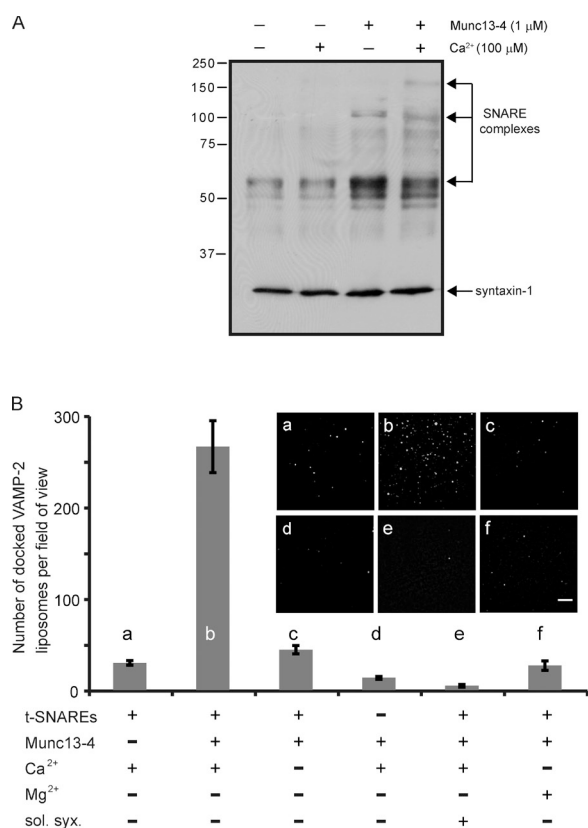 A
– – + + Munc13-4 (1 μM)
– + – + Ca²⁺ (100 μM)
250
150
100
75
50
37
SNARE
complexes
syntaxin-1
B
Number of docked VAMP-2
liposomes per field of view
300
200
100
0
a b c d e f
a b c
d e f
t-SNAREs + + + – + +
Munc13-4 – + + + + +
Ca²⁺ + + – + + –
Mg²⁺ – – – – – +
sol. syx. – – – – + –